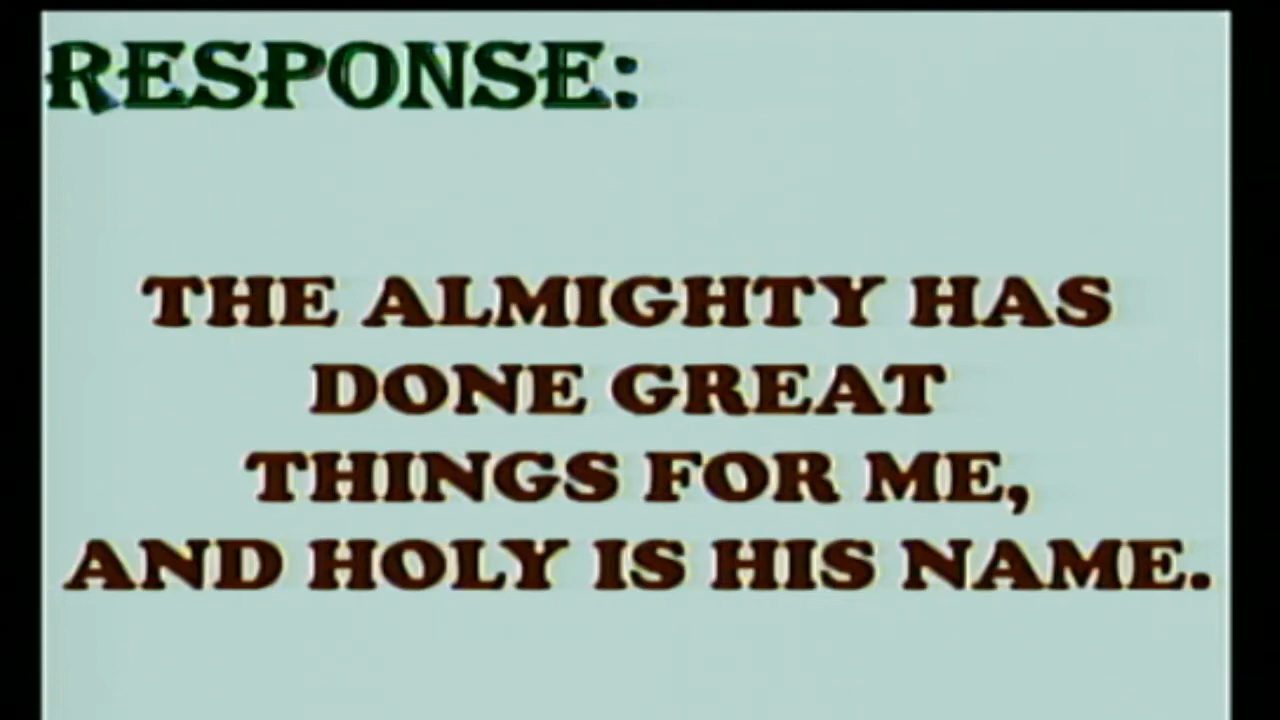 RESPONSE:
THE ALMIGHTY HAS
DONE GREAT
THINGS FOR ME,
AND HOLY IS HIS NAME.